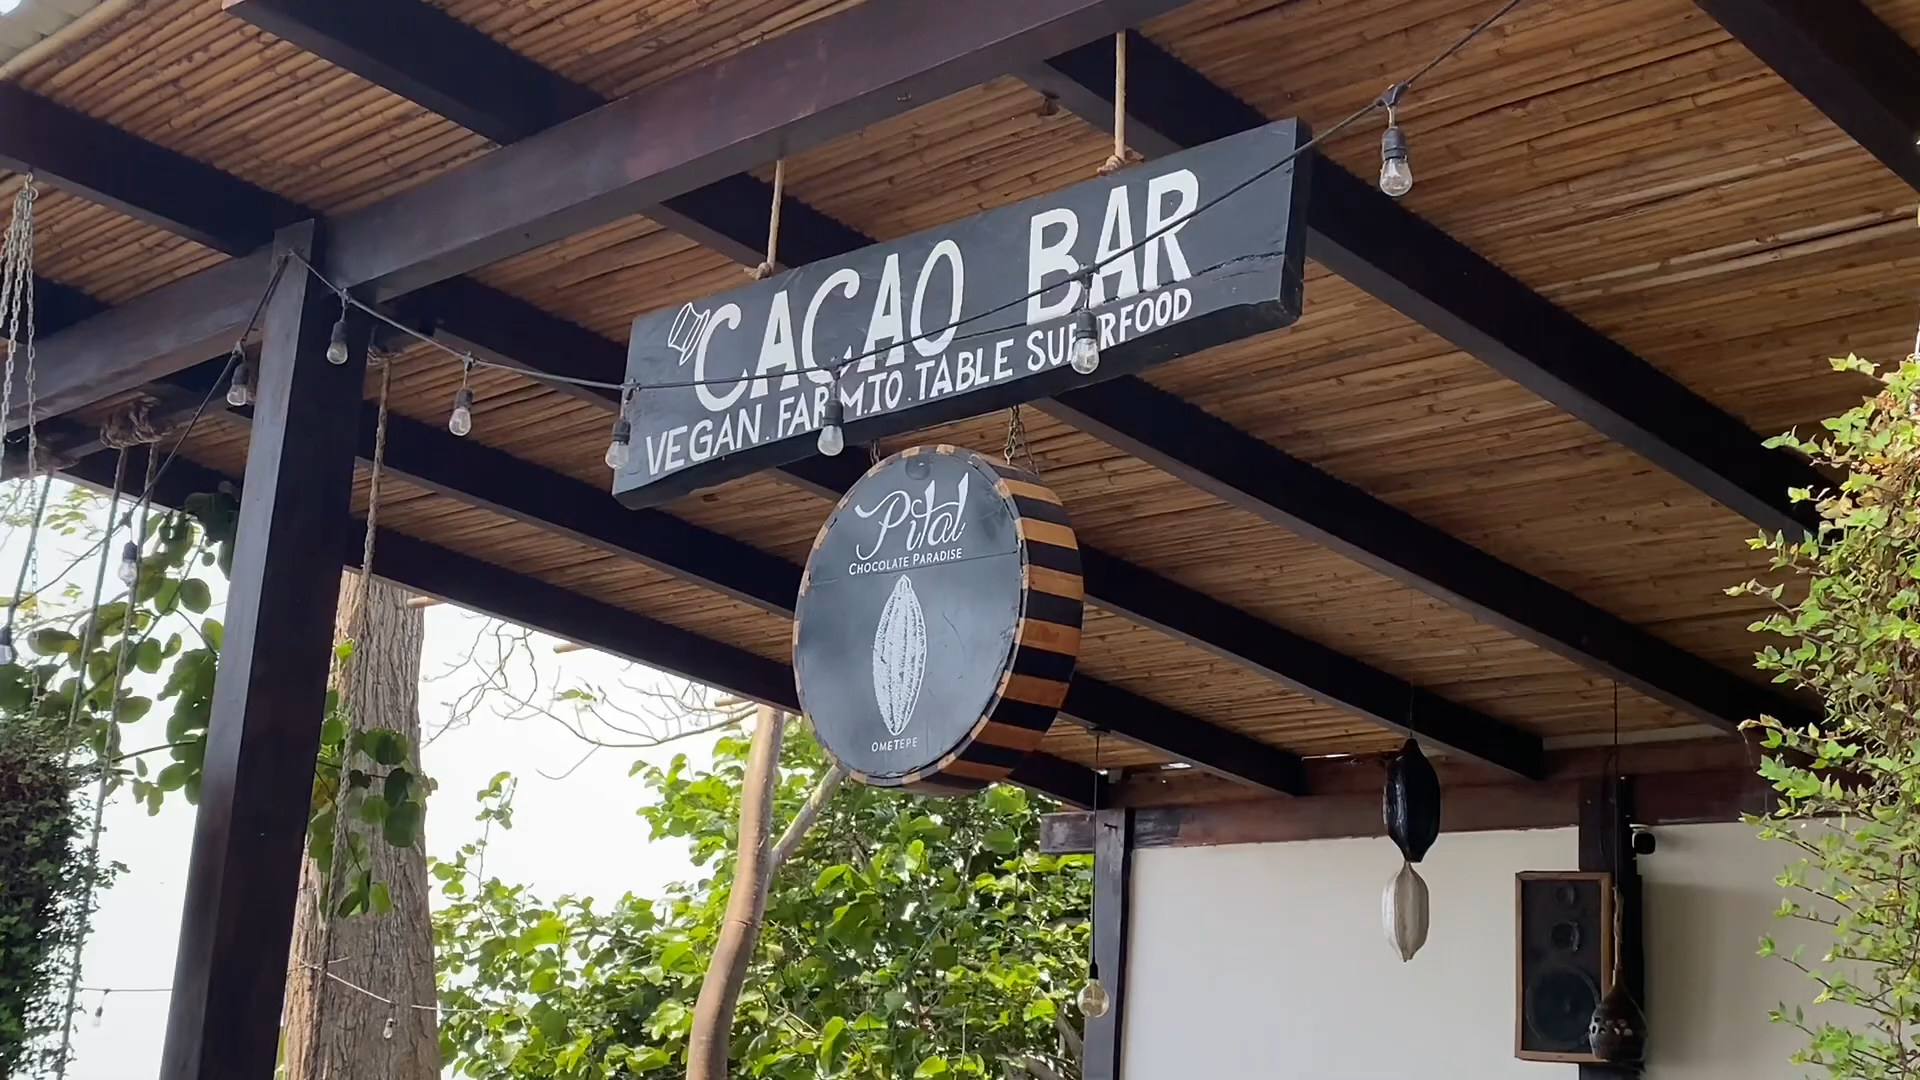 CACAO BAR
VEGAN.FARM.TO.TABLE SUPERFOOD
Pital
CHOCOLATE PARADISE
OMETEPE